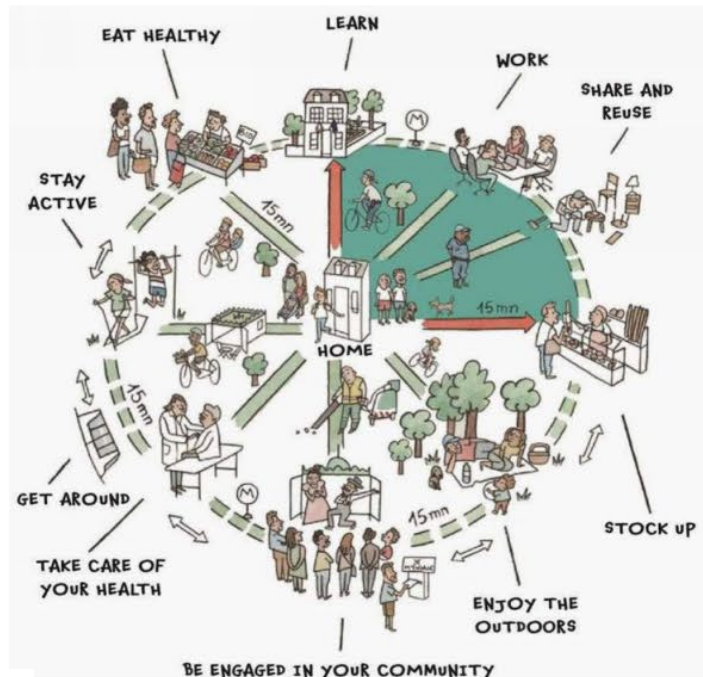 LEARN
EAT HEALTHY
WORK
SHARE AND
REUSE
M
STAY
ACTIVE
15mn
15mn
HOME
15mn
GET AROUND
M
15mn
STOCK UP
TAKE CARE OF
YOUR HEALTH
ENJOY THE
OUTDOORS
BE ENGAGED IN YOUR COMMUNITY